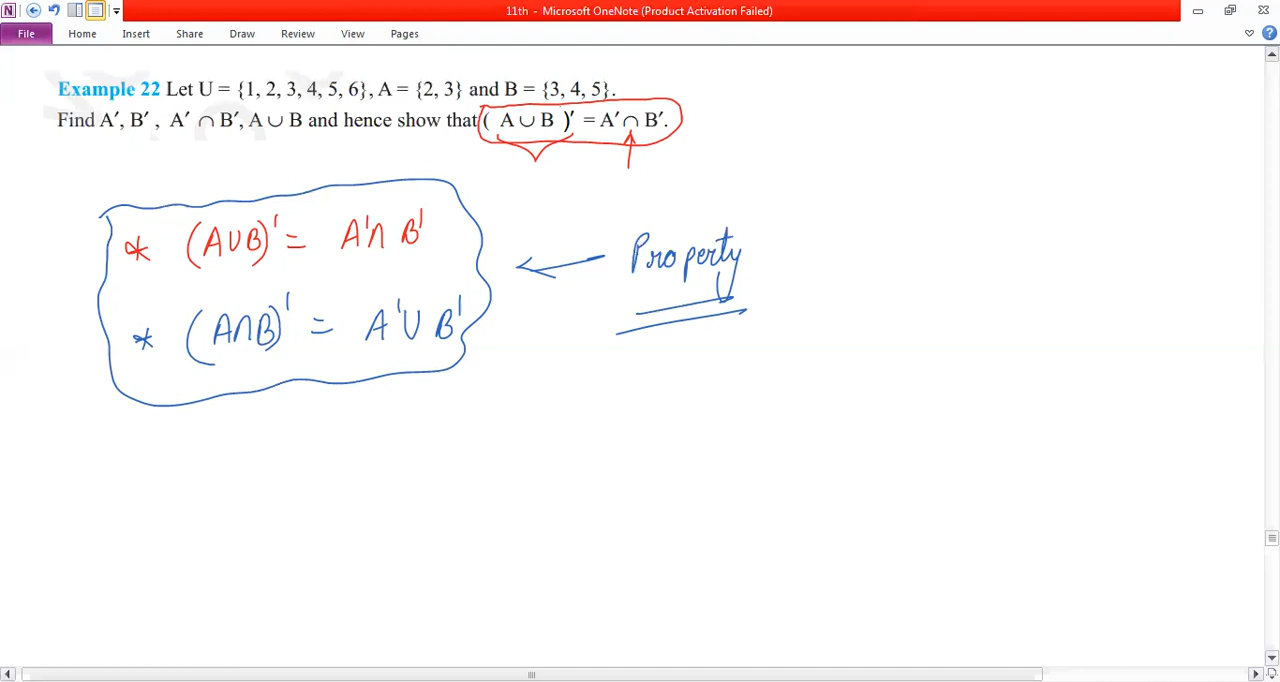 11th - Microsoft OneNote (Product Activation Failed)
File Home Insert Share Draw Review View Pages
Example 22 Let U = {1, 2, 3, 4, 5, 6}, A = {2, 3} and B = {3, 4, 5}.
Find A′, B′ , A′ ∩ B′, A ∪ B and hence show that ( A ∪ B )′ = A′ ∩ B′.
* (A∪B)' = A'∩ B'
Property
* (A∩B)' = A'∪ B'